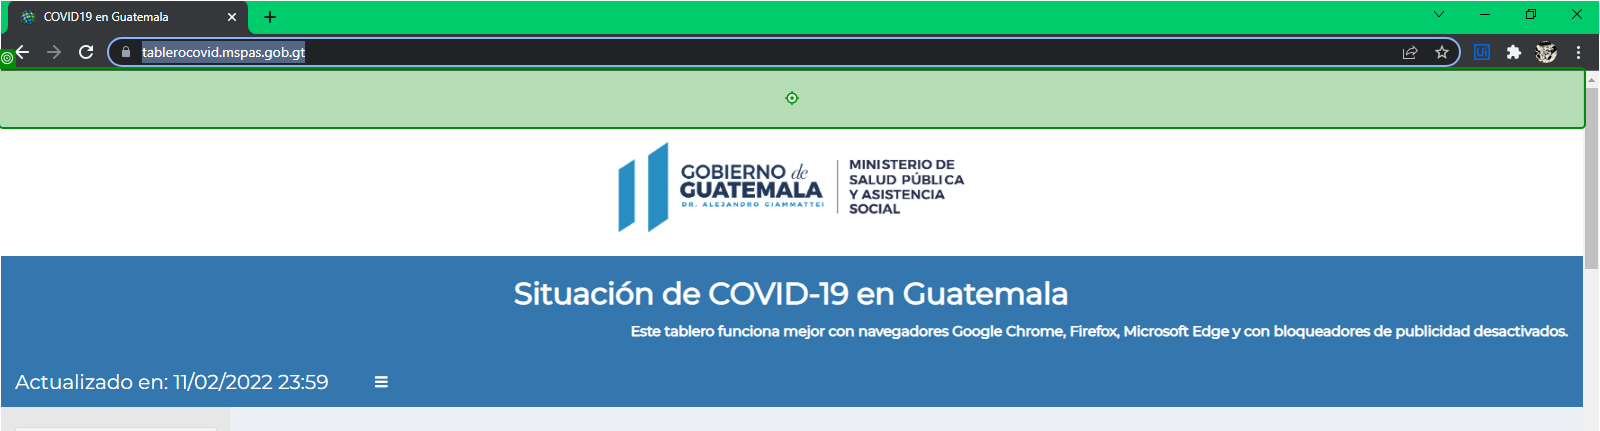 COVID19 en Guatemala
tablerocovid.mspas.gob.gt
Ui
GOBIERNO de
GUATEMALA
DR. ALEJANDRO GIAMMATTEI
MINISTERIO DE
SALUD PÚBLICA
Y ASISTENCIA
SOCIAL
Situación de COVID-19 en Guatemala
Este tablero funciona mejor con navegadores Google Chrome, Firefox, Microsoft Edge y con bloqueadores de publicidad desactivados.
Actualizado en: 11/02/2022 23:59